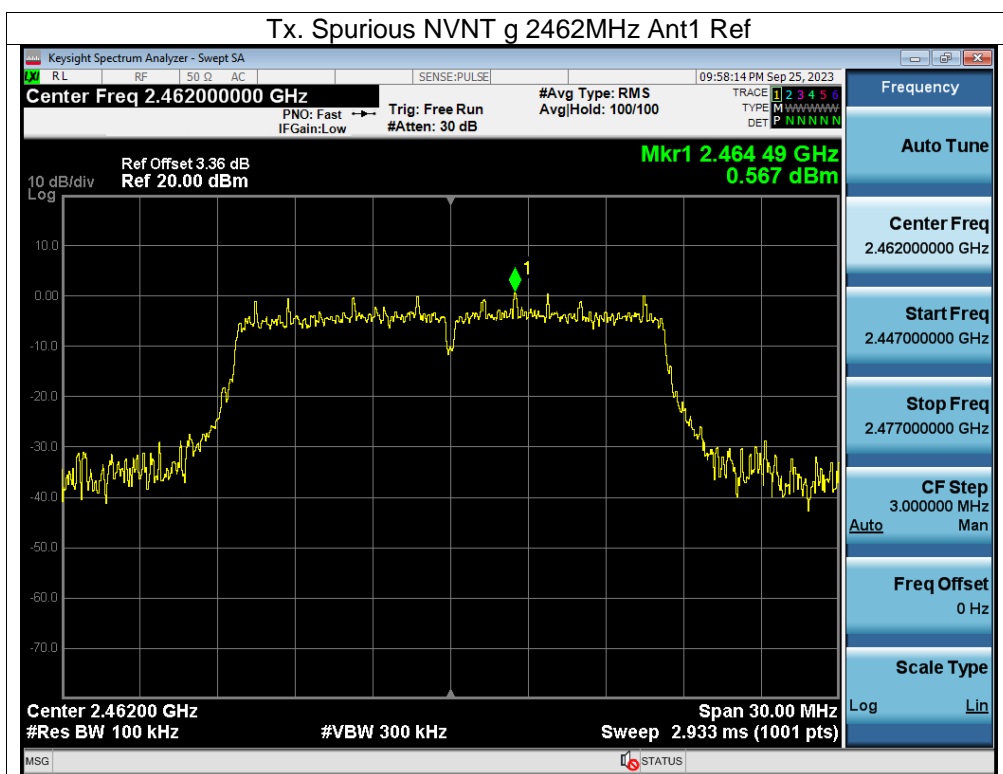 Tx. Spurious NVNT g 2462MHz Ant1 Ref
Keysight Spectrum Analyzer - Swept SA
LXI RL RF 50 Ω AC SENSE:PULSE 09:58:14 PM Sep 25, 2023
Center Freq 2.462000000 GHz
PNO: Fast
IFGain:Low
Trig: Free Run
#Atten: 30 dB
#Avg Type: RMS
Avg|Hold: 100/100
TRACE 1 2 3 4 5 6
TYPE M WWWWW
DET P N N N N N
Ref Offset 3.36 dB
Ref 20.00 dBm
10 dB/div
Log
Mkr1 2.464 49 GHz
0.567 dBm
1
10.0
0.00
-10.0
-20.0
-30.0
-40.0
-50.0
-60.0
-70.0
Center 2.46200 GHz
Span 30.00 MHz
#Res BW 100 kHz
#VBW 300 kHz
Sweep 2.933 ms (1001 pts)
MSG
STATUS
Frequency
Auto Tune
Center Freq
2.462000000 GHz
Start Freq
2.447000000 GHz
Stop Freq
2.477000000 GHz
CF Step
3.000000 MHz
Auto Man
Freq Offset
0 Hz
Scale Type
Log Lin